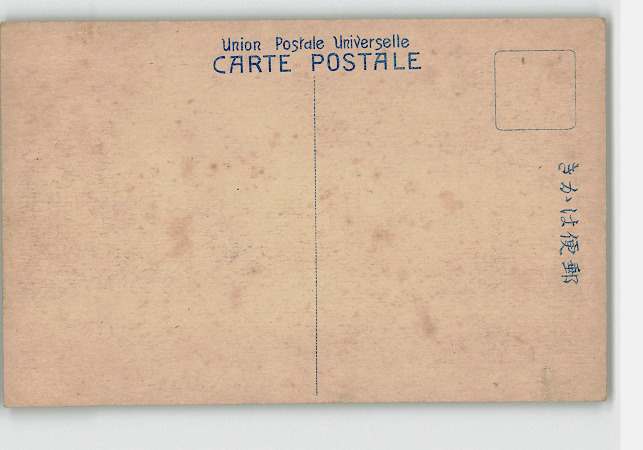 Union Postale Universelle
CARTE POSTALE
きかは便郵